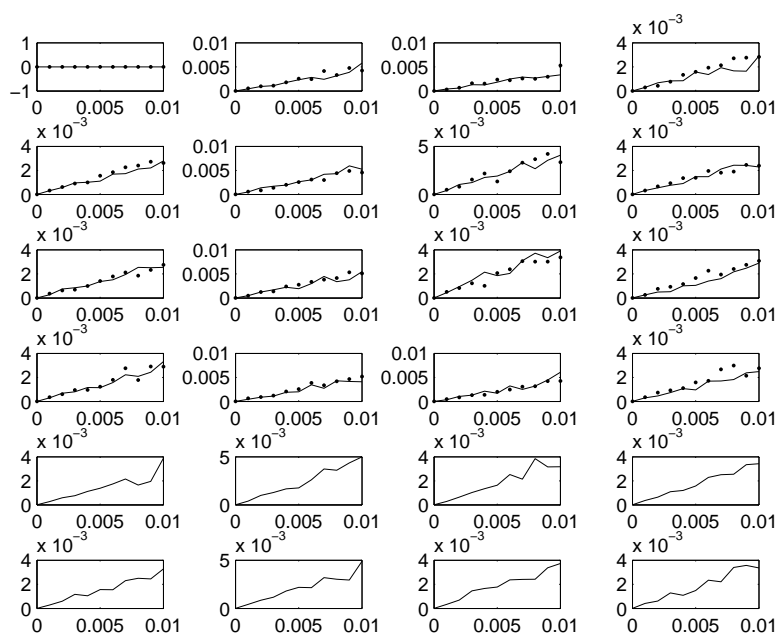 x 10⁻³
1 0.01 0.01 4
0 0.005 0.005 2
−1 0 0 0
0 0.005 0.01 0 0.005 0.01 0 0.005 0.01 0 0.005 0.01
x 10⁻³ x 10⁻³ x 10⁻³
4 0.01 5 4
2 0.005 2
0 0 0 0
0 0.005 0.01 0 0.005 0.01 0 0.005 0.01 0 0.005 0.01
x 10⁻³ x 10⁻³ x 10⁻³
4 0.01 4 4
2 0.005 2 2
0 0 0 0
0 0.005 0.01 0 0.005 0.01 0 0.005 0.01 0 0.005 0.01
x 10⁻³ x 10⁻³
4 0.01 0.01 4
2 0.005 0.005 2
0 0 0 0
0 0.005 0.01 0 0.005 0.01 0 0.005 0.01 0 0.005 0.01
x 10⁻³ x 10⁻³ x 10⁻³ x 10⁻³
4 5 4 4
2 2 2
0 0 0 0
0 0.005 0.01 0 0.005 0.01 0 0.005 0.01 0 0.005 0.01
x 10⁻³ x 10⁻³ x 10⁻³ x 10⁻³
4 5 4 4
2 2 2
0 0 0 0
0 0.005 0.01 0 0.005 0.01 0 0.005 0.01 0 0.005 0.01